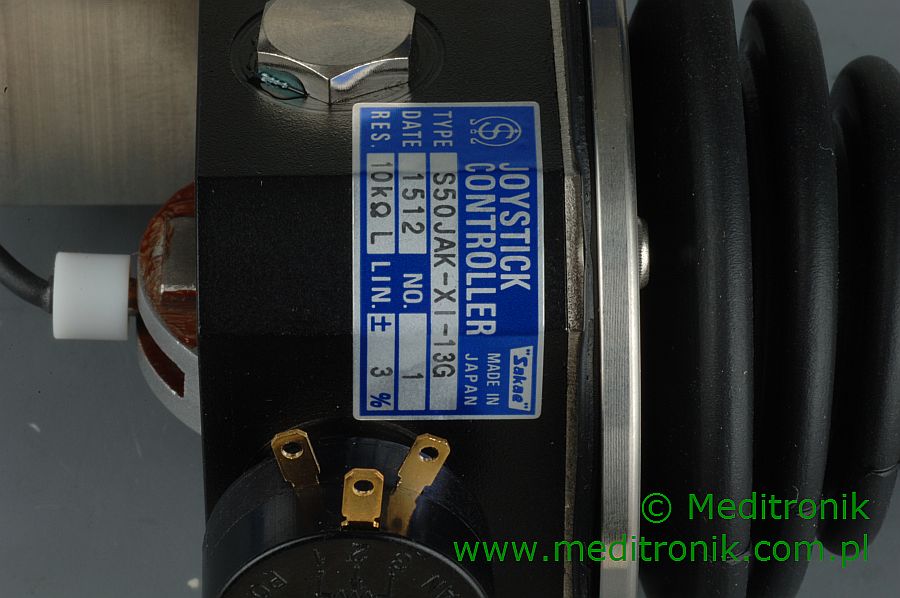 JOYSTICK
CONTROLLER
"Sakae"
MADE IN
JAPAN
TYPE S50JAK-XI-13G
DATE 1512 NO. 1
RES. 10kΩ L LIN.± 3 %
© Meditronik
www.meditronik.com.pl